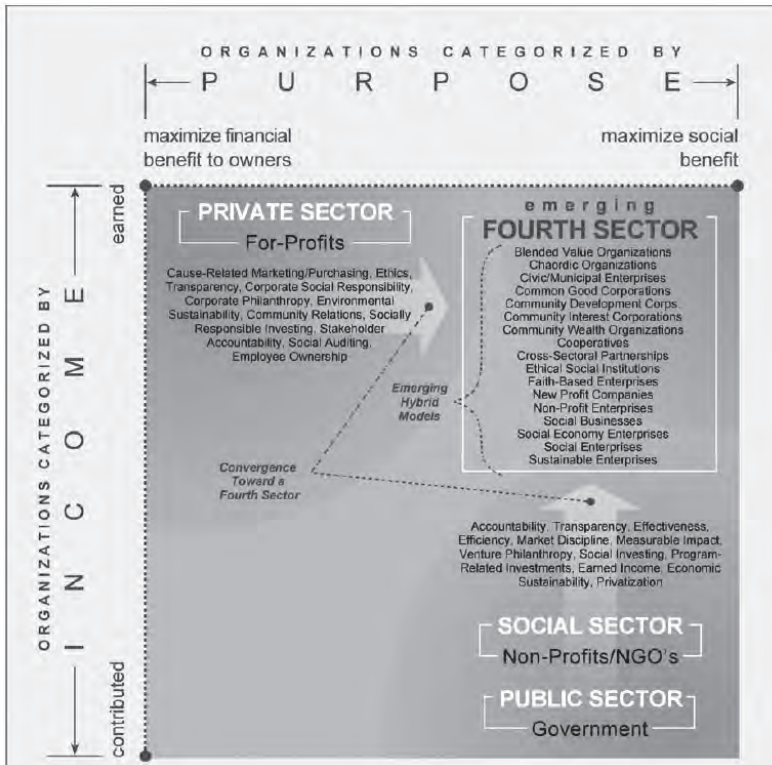 ORGANIZATIONS CATEGORIZED BY
PURPOSE
maximize financial
benefit to owners
maximize social
benefit
ORGANIZATIONS CATEGORIZED BY
INCOME
earned
contributed
PRIVATE SECTOR
For-Profits
Cause-Related Marketing/Purchasing, Ethics,
Transparency, Corporate Social Responsibility,
Corporate Philanthropy, Environmental
Sustainability, Community Relations, Socially
Responsible Investing, Stakeholder
Accountability, Social Auditing,
Employee Ownership
emerging
FOURTH SECTOR
Blended Value Organizations
Chaordic Organizations
Civic/Municipal Enterprises
Common Good Corporations
Community Development Corps.
Community Interest Corporations
Community Wealth Organizations
Cooperatives
Cross-Sectoral Partnerships
Ethical Social Institutions
Faith-Based Enterprises
New Profit Companies
Non-Profit Enterprises
Social Businesses
Social Economy Enterprises
Social Enterprises
Sustainable Enterprises
Emerging
Hybrid
Models
Convergence
Toward a
Fourth Sector
Accountability, Transparency, Effectiveness,
Efficiency, Market Discipline, Measurable Impact,
Venture Philanthropy, Social Investing, Program-
Related Investments, Earned Income, Economic
Sustainability, Privatization
SOCIAL SECTOR
Non-Profits/NGO's
PUBLIC SECTOR
Government